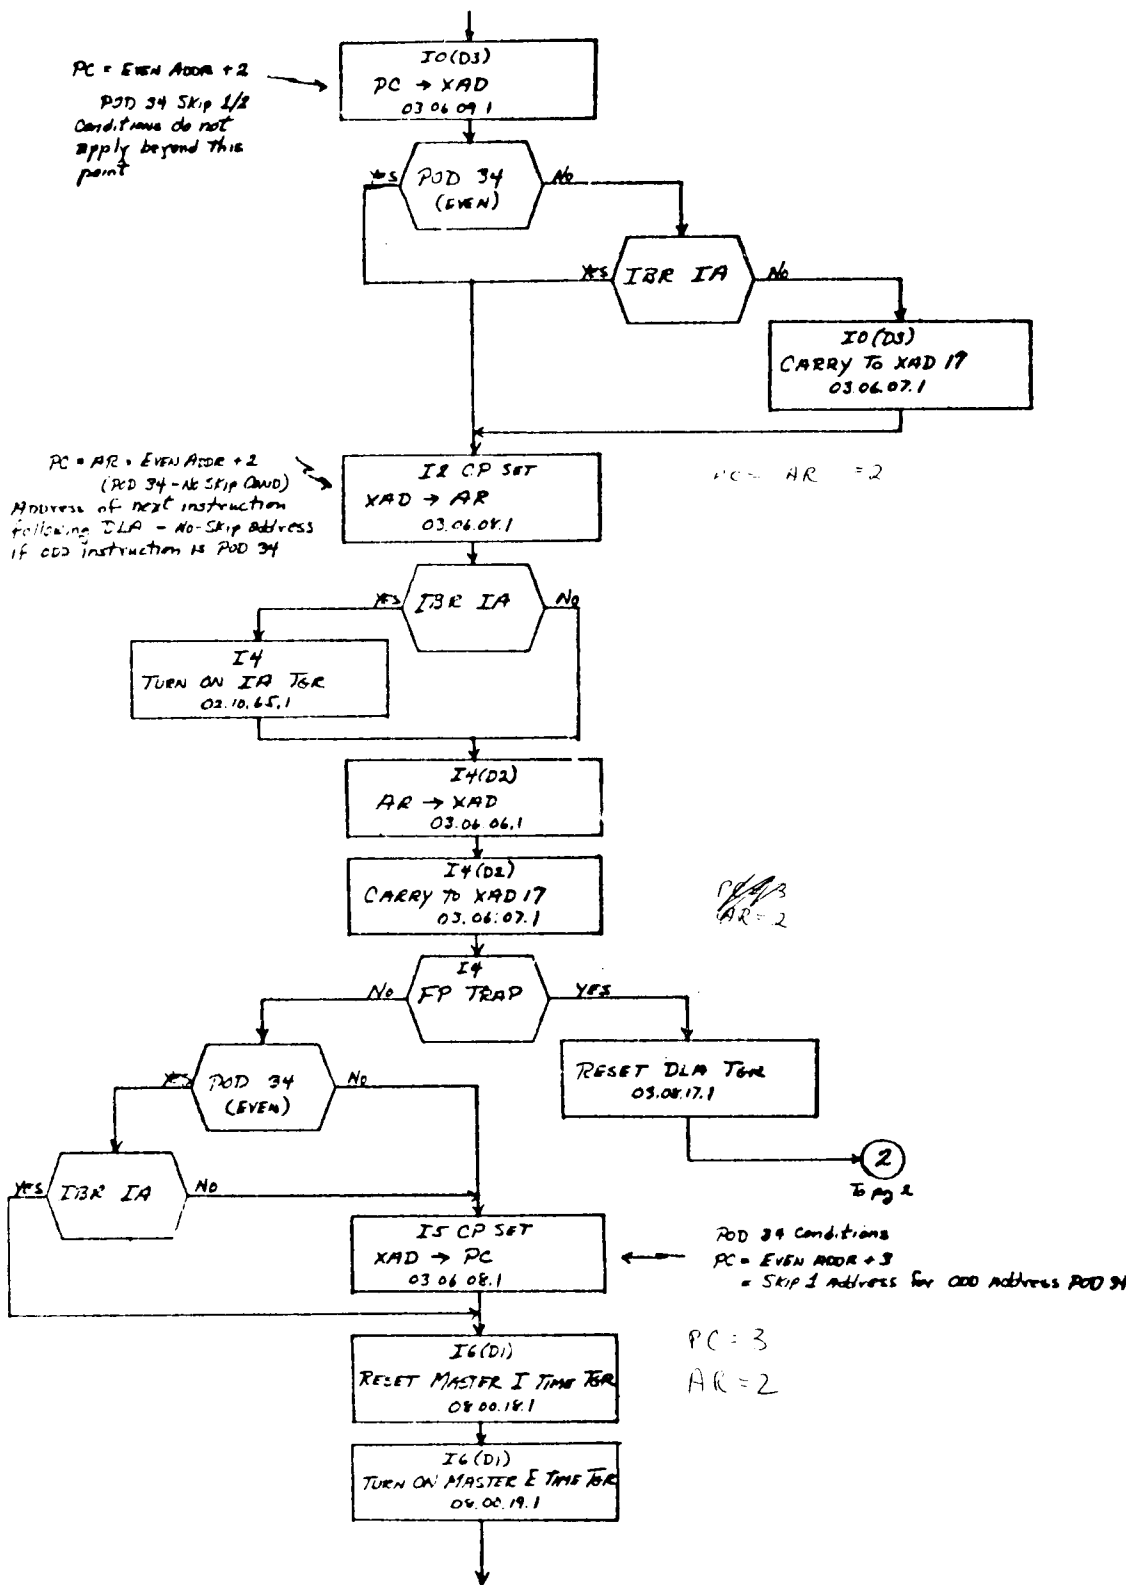 I0(D3)
PC → XAD
03.06.09.1
PC = EVEN ADDR + 2
POD 34 Skip 1/2
Conditions do not
apply beyond this
point
Yes
POD 34
(EVEN)
No
Yes
IBR IA
No
I0(D3)
CARRY TO XAD 17
03.06.07.1
PC = AR = EVEN ADDR + 2
(POD 34 - No Skip COND)
Address of next instruction
following DLA - No-Skip address
if ODD instruction is POD 34
I2 CP SET
XAD → AR
03.06.08.1
PC = AR = 2
Yes
IBR IA
No
I4
TURN ON IA TGR
02.10.65.1
I4(D2)
AR → XAD
03.06.06.1
I4(D2)
CARRY TO XAD 17
03.06.07.1
PC = 3
AR = 2
I4
No
FP TRAP
YES
Yes
POD 34
(EVEN)
No
RESET DLA TGR
03.08.17.1
2
To pg 2
Yes
IBR IA
No
I5 CP SET
XAD → PC
03.06.08.1
POD 34 Conditions
PC = EVEN ADDR + 3
= Skip 1 Address for ODD Address POD 34
PC = 3
AR = 2
I6(D1)
RESET MASTER I TIME TGR
08.00.18.1
I6(D1)
TURN ON MASTER E TIME TGR
08.00.19.1